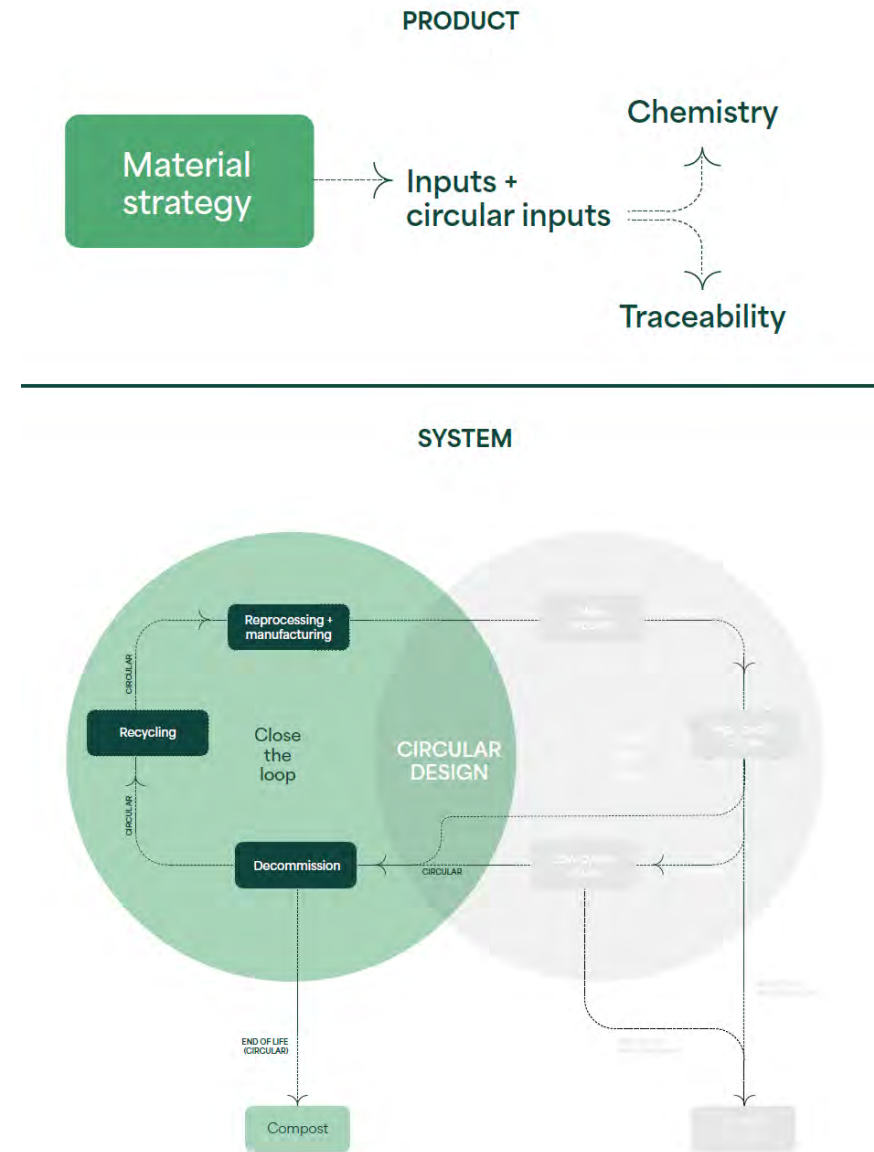 PRODUCT
Material
strategy
Inputs +
circular inputs
Chemistry
Traceability
SYSTEM
Reprocessing +
manufacturing
CIRCULAR
Recycling
Close
the
loop
CIRCULAR
DESIGN
CIRCULAR
Decommission
CIRCULAR
END OF LIFE
(CIRCULAR)
Compost